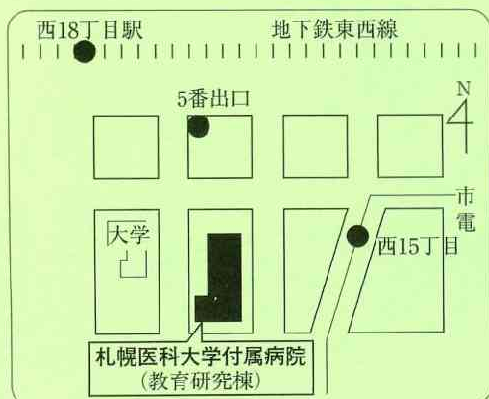 西18丁目駅
地下鉄東西線
5番出口
N
市電
大学
西15丁目
札幌医科大学付属病院
(教育研究棟)